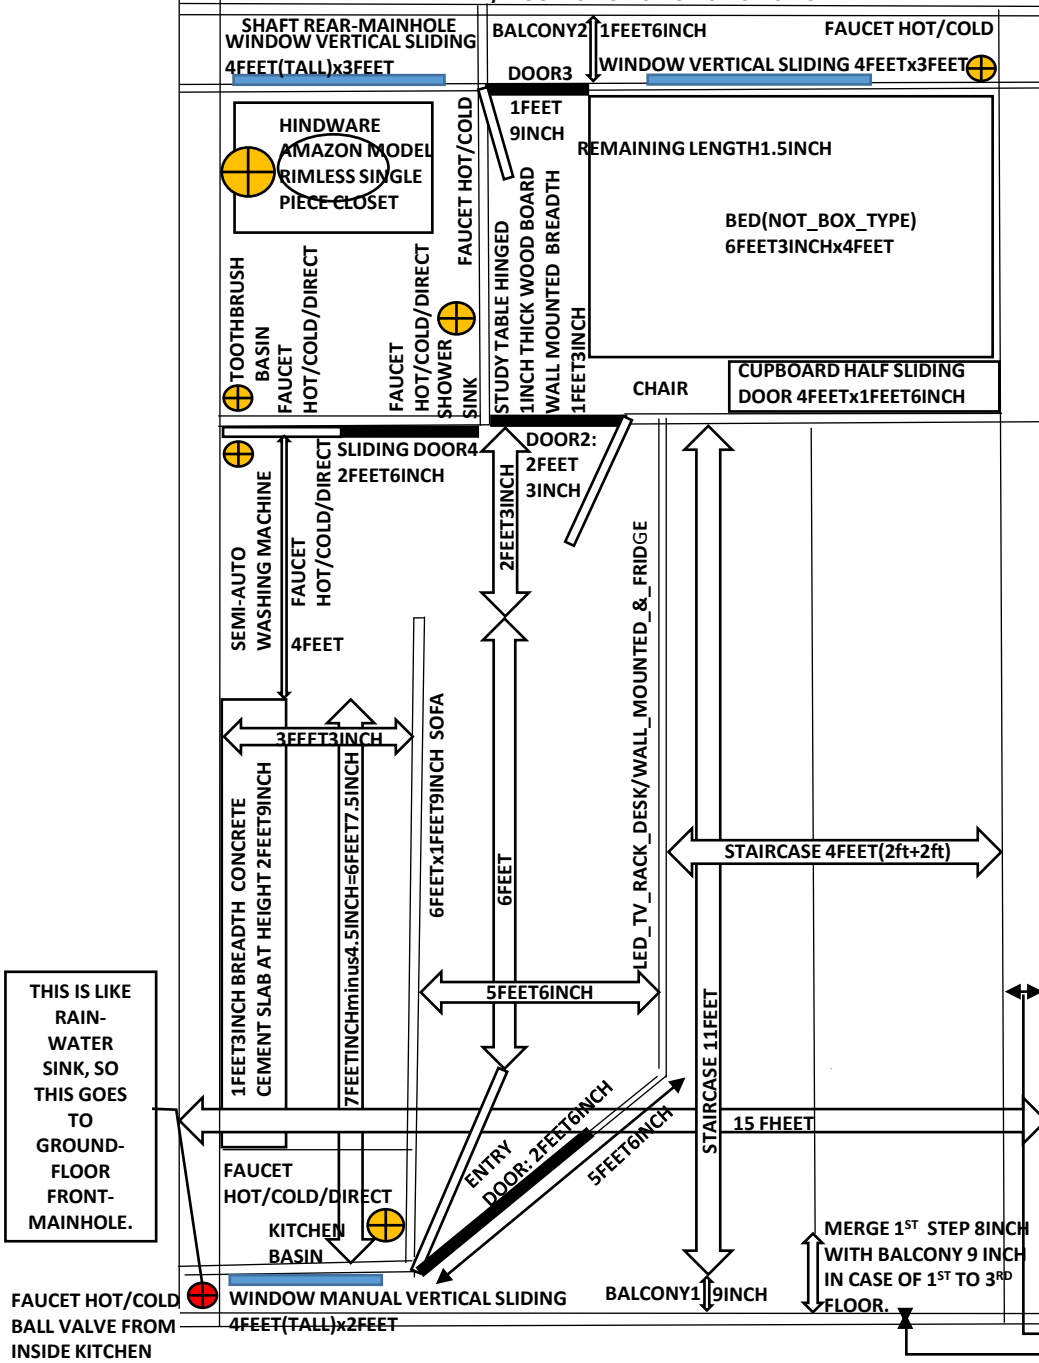 SHAFT REAR-MAINHOLE
WINDOW VERTICAL SLIDING
4FEET(TALL)x3FEET
BALCONY2
1FEET6INCH
FAUCET HOT/COLD
WINDOW VERTICAL SLIDING 4FEETx3FEET
DOOR3
1FEET
9INCH
HINDWARE
AMAZON MODEL
RIMLESS SINGLE
PIECE CLOSET
FAUCET HOT/COLD
REMAINING LENGTH1.5INCH
BED(NOT_BOX_TYPE)
6FEET3INCHx4FEET
TOOTHBRUSH
BASIN
FAUCET
HOT/COLD/DIRECT
FAUCET
HOT/COLD/DIRECT
SHOWER
SINK
STUDY TABLE HINGED
1INCH THICK WOOD BOARD
WALL MOUNTED BREADTH
1FEET3INCH
CHAIR
CUPBOARD HALF SLIDING
DOOR 4FEETx1FEET6INCH
SLIDING DOOR4
2FEET6INCH
DOOR2:
2FEET
3INCH
2FEET3INCH
SEMI-AUTO
WASHING MACHINE
FAUCET
HOT/COLD/DIRECT
4FEET
LED_TV_RACK_DESK/WALL_MOUNTED_&_FRIDGE
3FEET3INCH
1FEET3INCH BREADTH CONCRETE
CEMENT SLAB AT HEIGHT 2FEET9INCH
7FEETINCHminus4.5INCH=6FEET7.5INCH
6FEETx1FEET9INCH SOFA
6FEET
STAIRCASE 4FEET(2ft+2ft)
5FEET6INCH
STAIRCASE 11FEET
THIS IS LIKE
RAIN-
WATER
SINK, SO
THIS GOES
TO
GROUND-
FLOOR
FRONT-
MAINHOLE.
15 FHEET
ENTRY
DOOR: 2FEET6INCH
5FEET6INCH
FAUCET
HOT/COLD/DIRECT
KITCHEN
BASIN
MERGE 1ST STEP 8INCH
WITH BALCONY 9 INCH
IN CASE OF 1ST TO 3RD
FLOOR.
BALCONY1
9INCH
WINDOW MANUAL VERTICAL SLIDING
4FEET(TALL)x2FEET
FAUCET HOT/COLD
BALL VALVE FROM
INSIDE KITCHEN